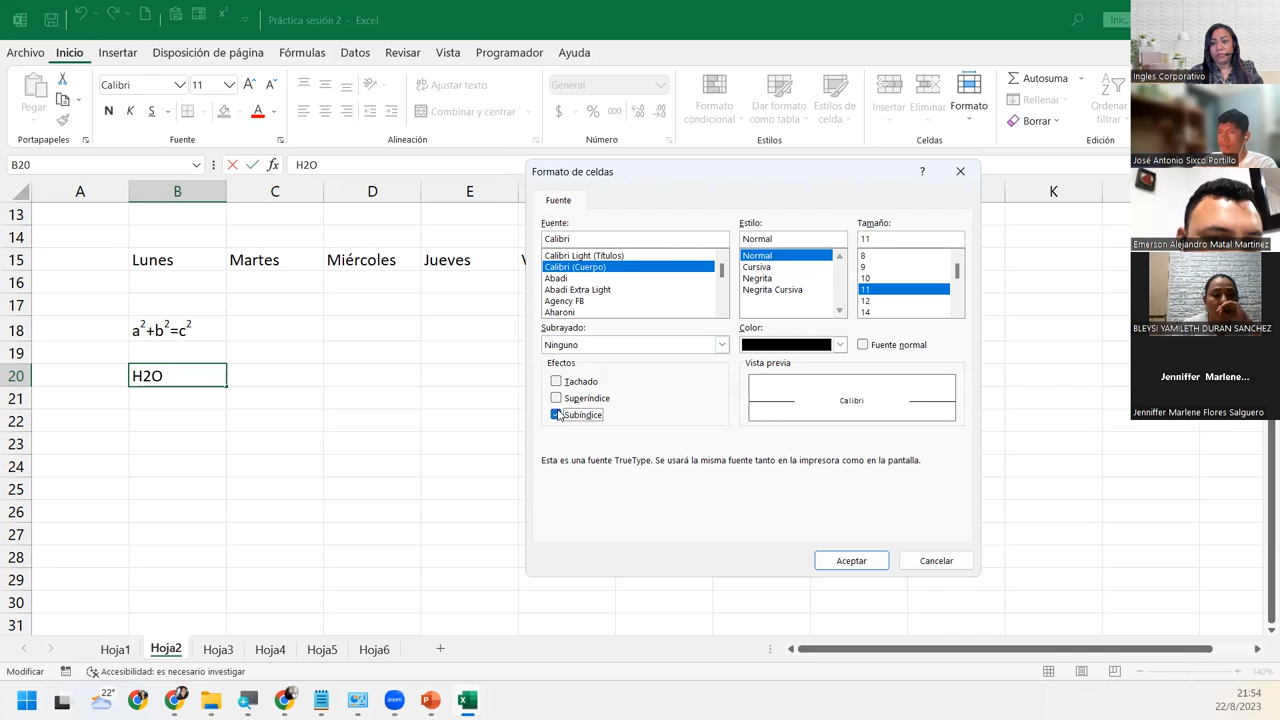 Práctica sesión 2 - Excel
Archivo Inicio Insertar Disposición de página Fórmulas Datos Revisar Vista Ayuda
Pegar
Portapapeles
Calibri 11
N K S
Fuente
Combinar y centrar
Alineación
General
$ % 000
Número
Formato condicional
Dar formato como tabla
Estilos de celda
Estilos
Insertar Eliminar Formato
Celdas
Autosuma
Rellenar
Borrar
Ordenar
Edición
B20 fx H2O
A B C D E K
13
14
15 Lunes Martes Miércoles Jueves
16
18 a²+b²=c²
19
20 H2O
21
22
23
24
25
26
27
28
29
30
31
Formato de celdas ?
Fuente
Fuente:
Calibri
Calibri Light (Títulos)
Calibri (Cuerpo)
Abadi
Abadi Extra Light
Agency FB
Aharoni
Estilo:
Normal
Normal
Cursiva
Negrita
Negrita Cursiva
Tamaño:
11
8
9
10
11
12
14
Subrayado:
Ninguno
Color:
Fuente normal
Efectos
Tachado
Superíndice
Subíndice
Vista previa
Calibri
Esta es una fuente TrueType. Se usará la misma fuente tanto en la impresora como en la pantalla.
Aceptar Cancelar
Hoja1 Hoja2 Hoja3 Hoja4 Hoja5 Hoja6
Modificar Accesibilidad: es necesario investigar 140%
22°
zoom
21:54
22/8/2023
Ingles Corporativo
José Antonio Sixco Portillo
Emerson Alejandro Matal Martinez
BLEYSI YAMILETH DURAN SANCHEZ
Jenniffer Marlene...
Jenniffer Marlene Flores Salguero